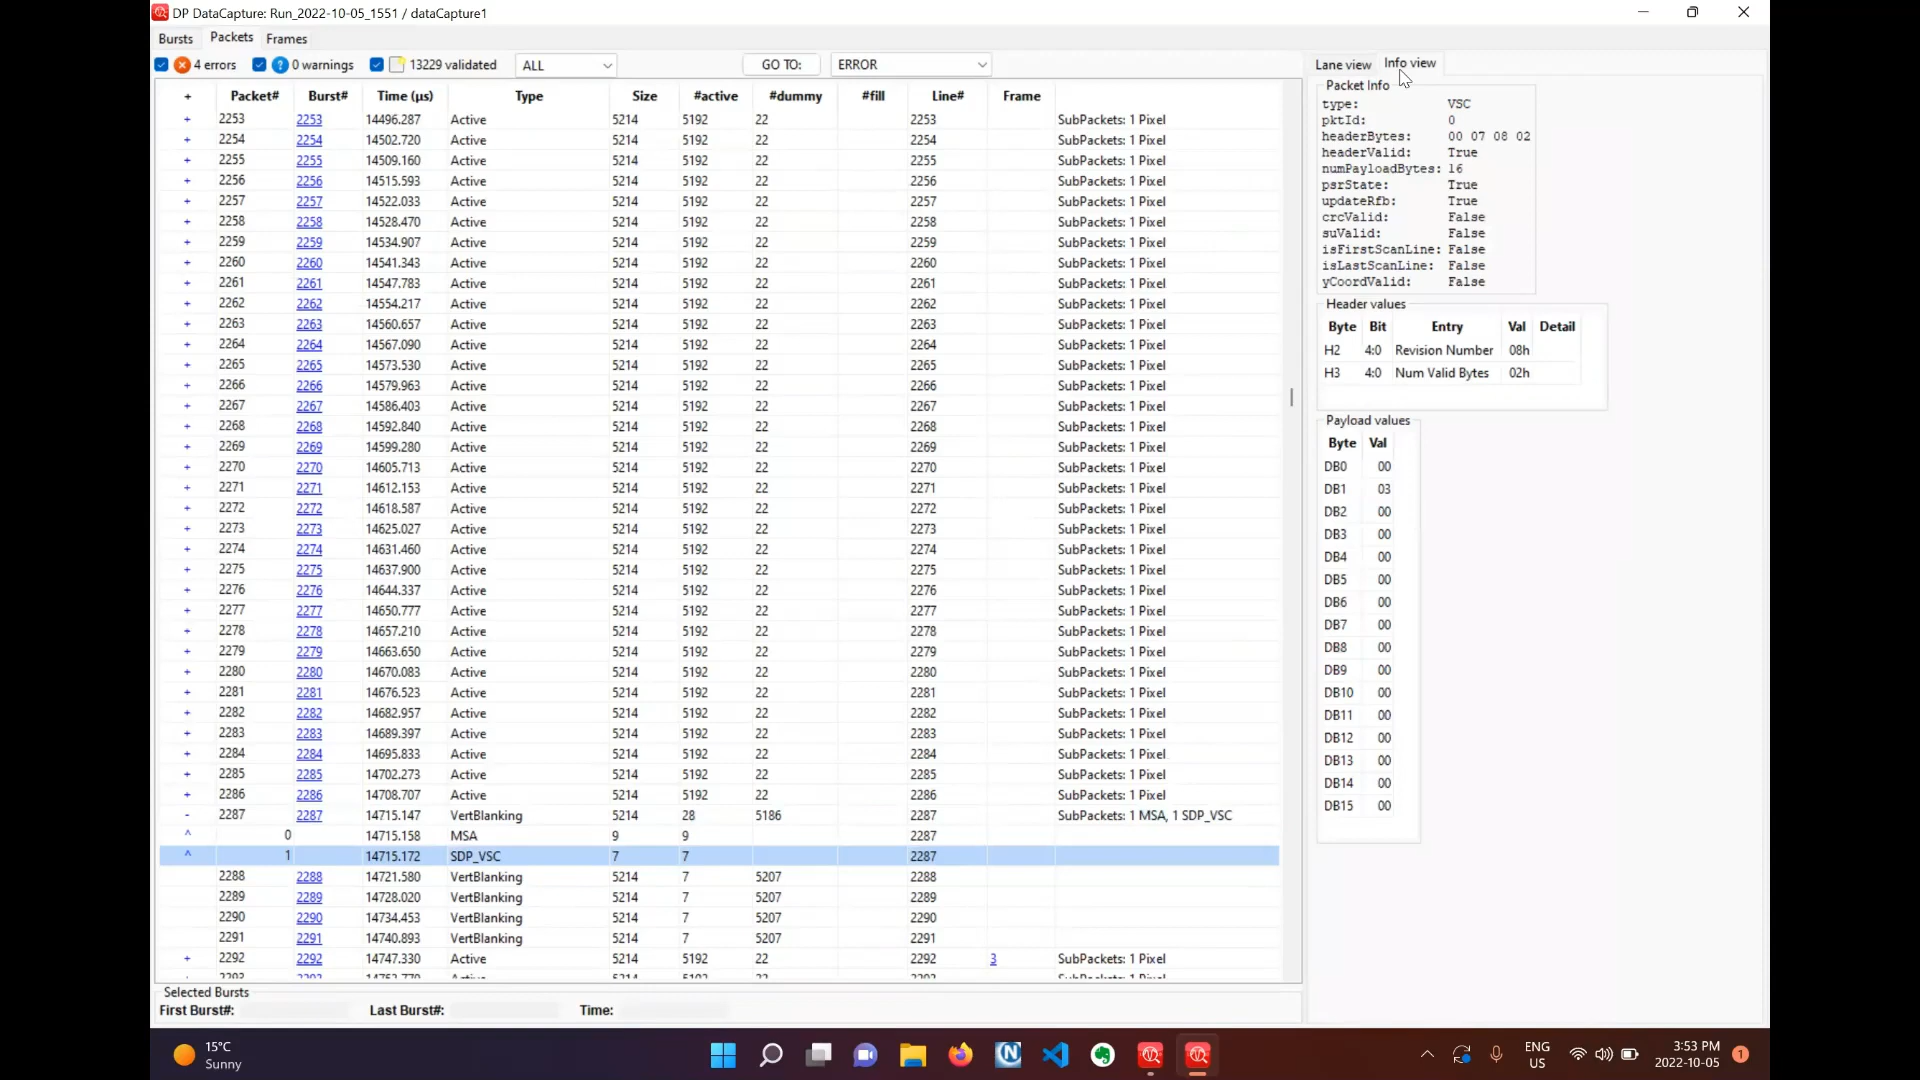 DP DataCapture: Run_2022-10-05_1551 / dataCapture1
Bursts Packets Frames
4 errors 0 warnings 13229 validated ALL GO TO: ERROR
+ Packet# Burst# Time (µs) Type Size #active #dummy #fill Line# Frame
+ 2253 2253 14496.287 Active 5214 5192 22 2253 SubPackets: 1 Pixel
+ 2254 2254 14502.720 Active 5214 5192 22 2254 SubPackets: 1 Pixel
+ 2255 2255 14509.160 Active 5214 5192 22 2255 SubPackets: 1 Pixel
+ 2256 2256 14515.593 Active 5214 5192 22 2256 SubPackets: 1 Pixel
+ 2257 2257 14522.033 Active 5214 5192 22 2257 SubPackets: 1 Pixel
+ 2258 2258 14528.470 Active 5214 5192 22 2258 SubPackets: 1 Pixel
+ 2259 2259 14534.907 Active 5214 5192 22 2259 SubPackets: 1 Pixel
+ 2260 2260 14541.343 Active 5214 5192 22 2260 SubPackets: 1 Pixel
+ 2261 2261 14547.783 Active 5214 5192 22 2261 SubPackets: 1 Pixel
+ 2262 2262 14554.217 Active 5214 5192 22 2262 SubPackets: 1 Pixel
+ 2263 2263 14560.657 Active 5214 5192 22 2263 SubPackets: 1 Pixel
+ 2264 2264 14567.090 Active 5214 5192 22 2264 SubPackets: 1 Pixel
+ 2265 2265 14573.530 Active 5214 5192 22 2265 SubPackets: 1 Pixel
+ 2266 2266 14579.963 Active 5214 5192 22 2266 SubPackets: 1 Pixel
+ 2267 2267 14586.403 Active 5214 5192 22 2267 SubPackets: 1 Pixel
+ 2268 2268 14592.840 Active 5214 5192 22 2268 SubPackets: 1 Pixel
+ 2269 2269 14599.280 Active 5214 5192 22 2269 SubPackets: 1 Pixel
+ 2270 2270 14605.713 Active 5214 5192 22 2270 SubPackets: 1 Pixel
+ 2271 2271 14612.153 Active 5214 5192 22 2271 SubPackets: 1 Pixel
+ 2272 2272 14618.587 Active 5214 5192 22 2272 SubPackets: 1 Pixel
+ 2273 2273 14625.027 Active 5214 5192 22 2273 SubPackets: 1 Pixel
+ 2274 2274 14631.460 Active 5214 5192 22 2274 SubPackets: 1 Pixel
+ 2275 2275 14637.900 Active 5214 5192 22 2275 SubPackets: 1 Pixel
+ 2276 2276 14644.337 Active 5214 5192 22 2276 SubPackets: 1 Pixel
+ 2277 2277 14650.777 Active 5214 5192 22 2277 SubPackets: 1 Pixel
+ 2278 2278 14657.210 Active 5214 5192 22 2278 SubPackets: 1 Pixel
+ 2279 2279 14663.650 Active 5214 5192 22 2279 SubPackets: 1 Pixel
+ 2280 2280 14670.083 Active 5214 5192 22 2280 SubPackets: 1 Pixel
+ 2281 2281 14676.523 Active 5214 5192 22 2281 SubPackets: 1 Pixel
+ 2282 2282 14682.957 Active 5214 5192 22 2282 SubPackets: 1 Pixel
+ 2283 2283 14689.397 Active 5214 5192 22 2283 SubPackets: 1 Pixel
+ 2284 2284 14695.833 Active 5214 5192 22 2284 SubPackets: 1 Pixel
+ 2285 2285 14702.273 Active 5214 5192 22 2285 SubPackets: 1 Pixel
+ 2286 2286 14708.707 Active 5214 5192 22 2286 SubPackets: 1 Pixel
- 2287 2287 14715.147 VertBlanking 5214 28 5186 2287 SubPackets: 1 MSA, 1 SDP_VSC
^ 0 14715.158 MSA 9 9 2287
^ 1 14715.172 SDP_VSC 7 7 2287
2288 2288 14721.580 VertBlanking 5214 7 5207 2288
2289 2289 14728.020 VertBlanking 5214 7 5207 2289
2290 2290 14734.453 VertBlanking 5214 7 5207 2290
2291 2291 14740.893 VertBlanking 5214 7 5207 2291
+ 2292 2292 14747.330 Active 5214 5192 22 2292 3 SubPackets: 1 Pixel
Selected Bursts
First Burst#: Last Burst#: Time:
Lane view Info view
Packet Info
type: VSC
pktId: 0
headerBytes: 00 07 08 02
headerValid: True
numPayloadBytes: 16
psrState: True
updateRfb: True
crcValid: False
suValid: False
isFirstScanLine: False
isLastScanLine: False
yCoordValid: False
Header values
Byte Bit Entry Val Detail
H2 4:0 Revision Number 08h
H3 4:0 Num Valid Bytes 02h
Payload values
Byte Val
DB0 00
DB1 03
DB2 00
DB3 00
DB4 00
DB5 00
DB6 00
DB7 00
DB8 00
DB9 00
DB10 00
DB11 00
DB12 00
DB13 00
DB14 00
DB15 00
15°C
Sunny
ENG
US
3:53 PM
2022-10-05
1